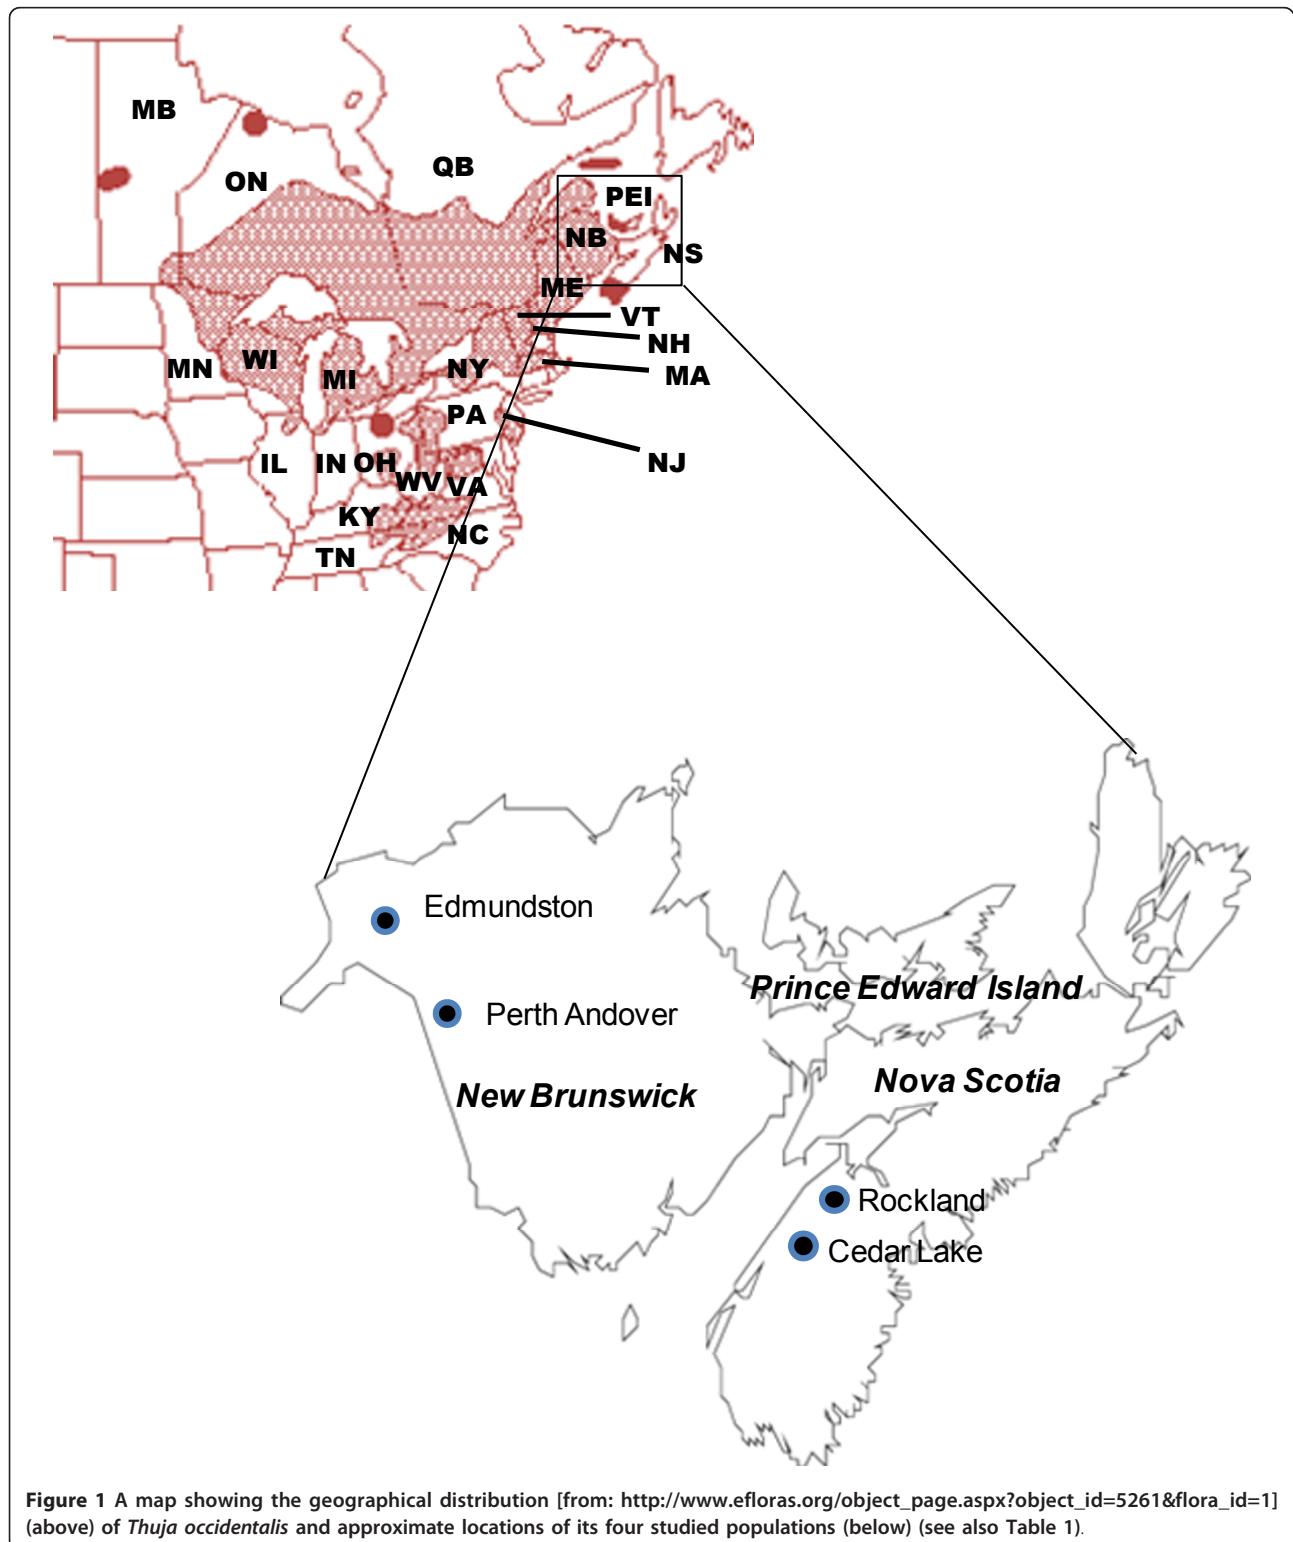 MB
ON
QB
PEI
NB
NS
ME
VT
NH
MA
MN
WI
MI
NY
PA
NJ
IL
IN
OH
WV
VA
KY
NC
TN
Edmundston
Perth Andover
Prince Edward Island
New Brunswick
Nova Scotia
Rockland
Cedar Lake
Figure 1 A map showing the geographical distribution [from: http://www.efloras.org/object_page.aspx?object_id=5261&flora_id=1]
(above) of Thuja occidentalis and approximate locations of its four studied populations (below) (see also Table 1).